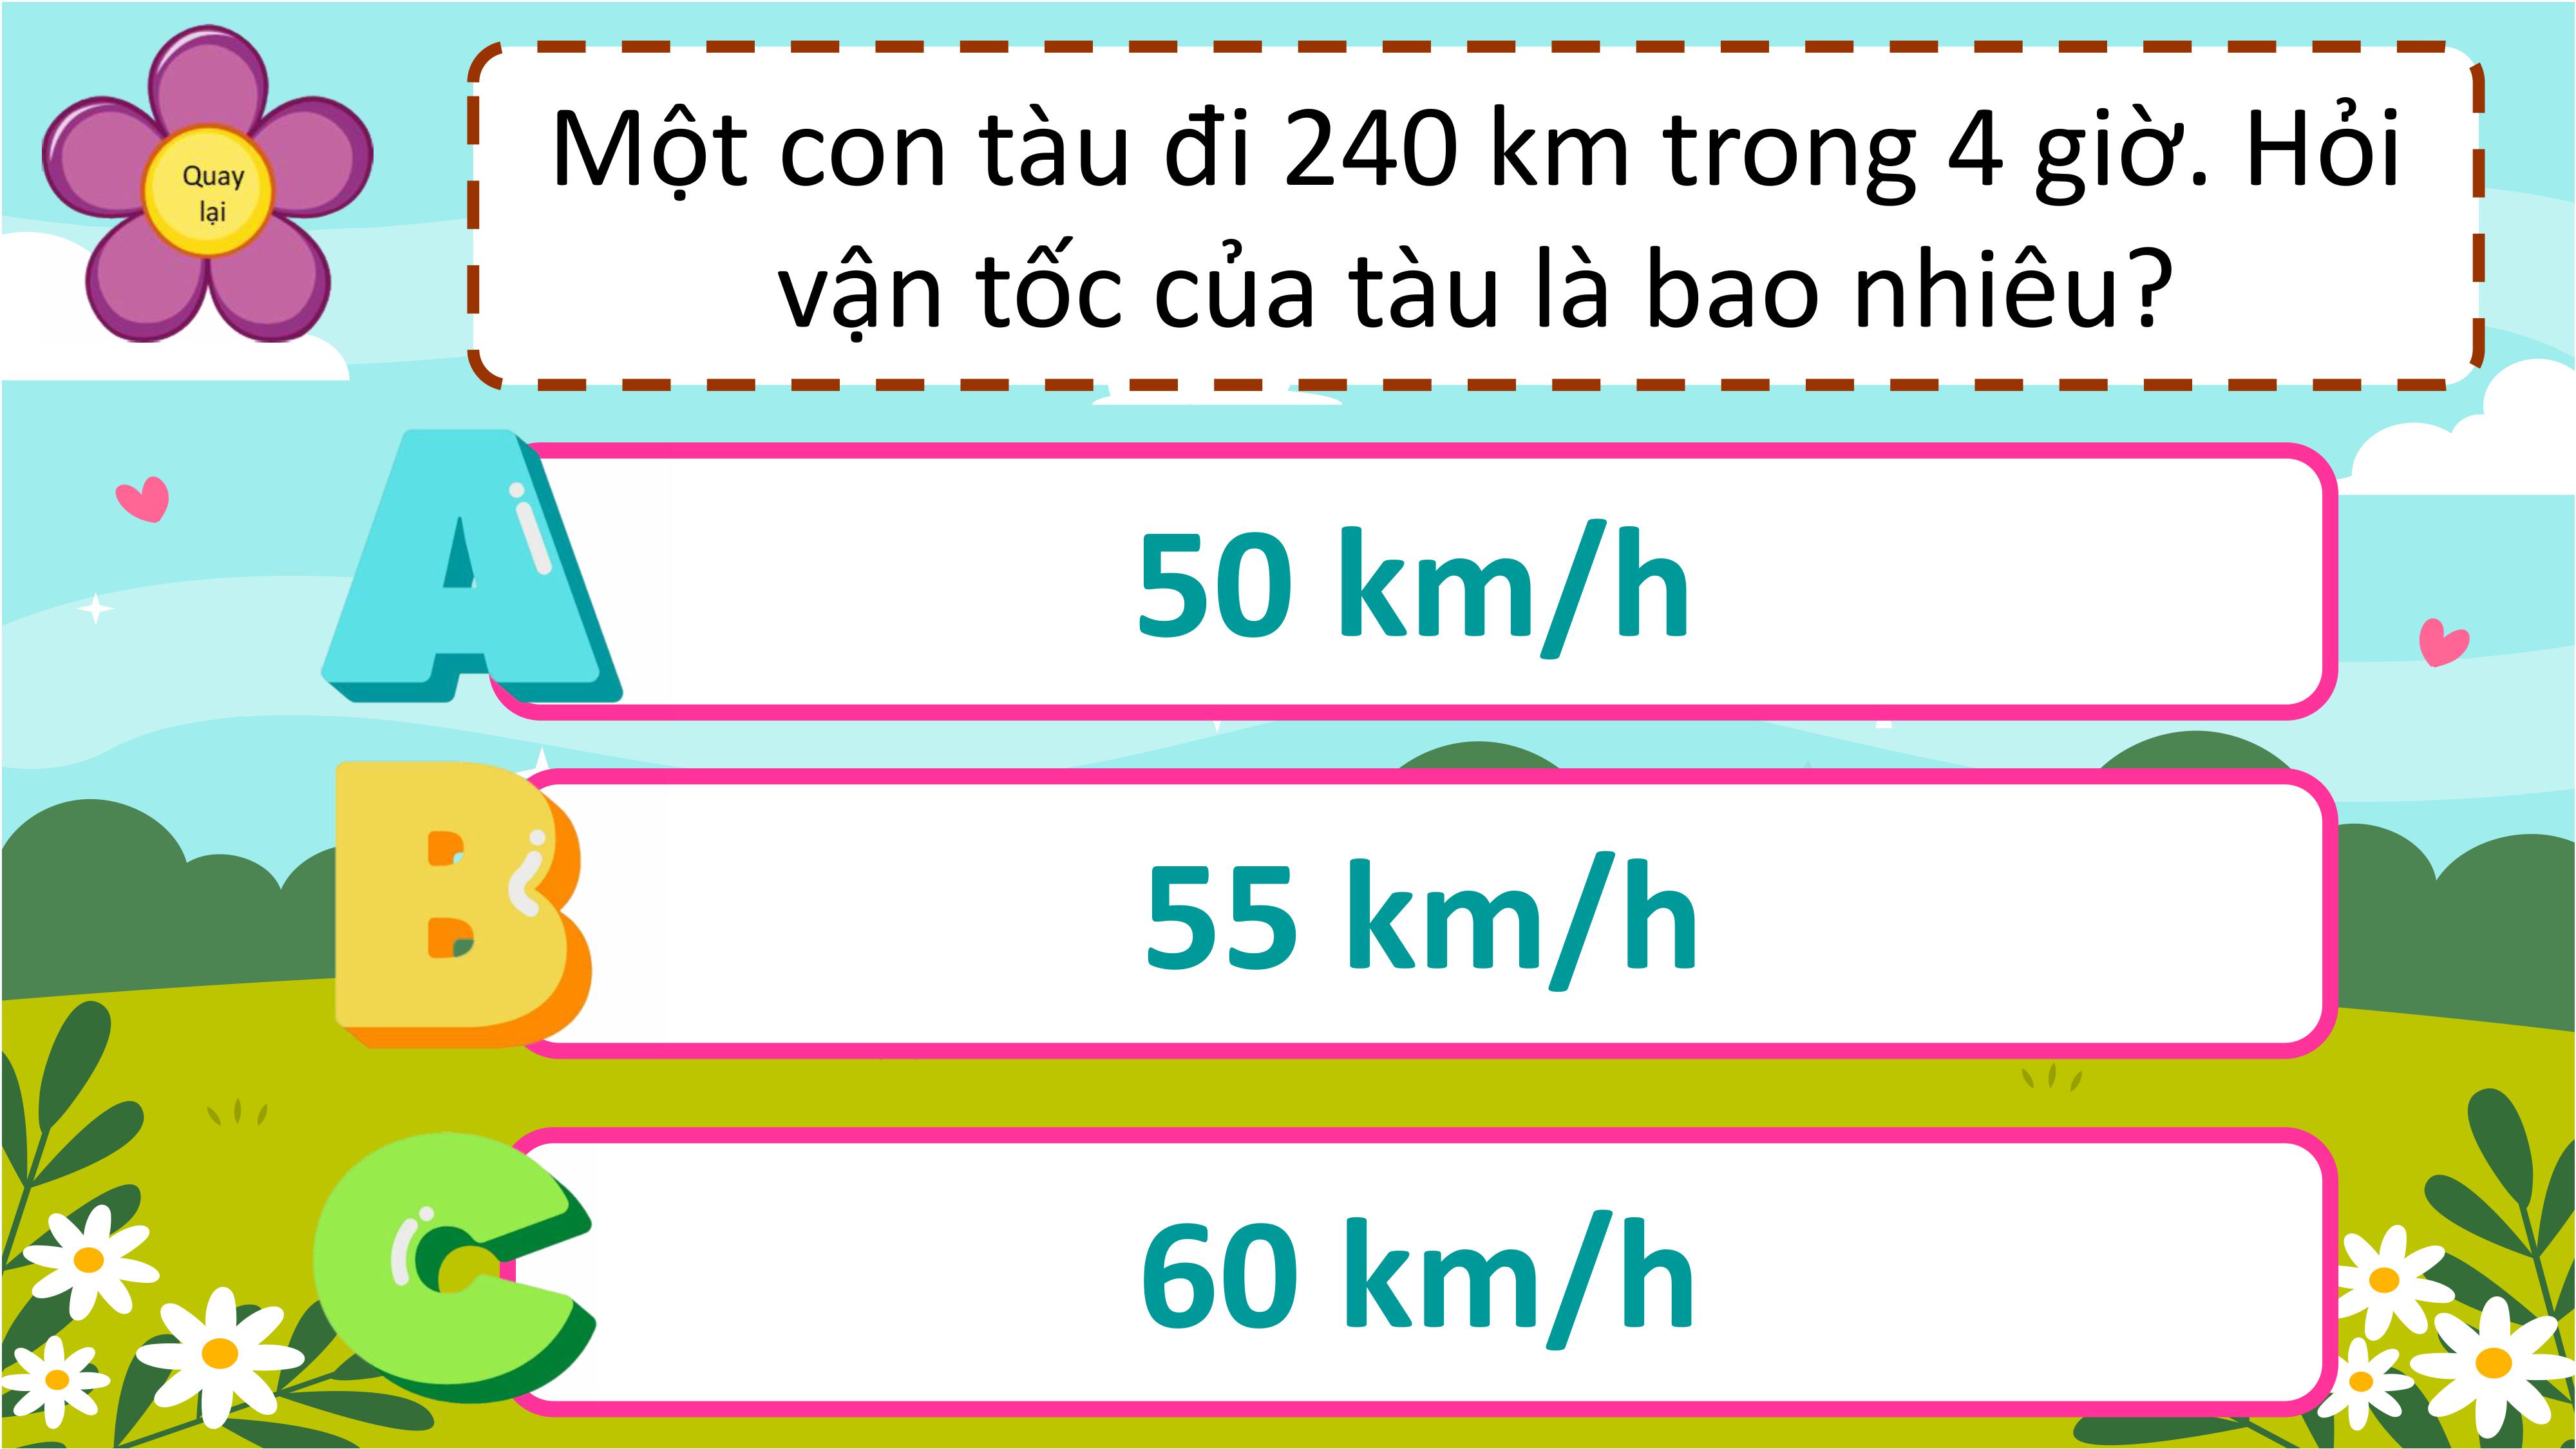 Quay
lại
Một con tàu đi 240 km trong 4 giờ. Hỏi
vận tốc của tàu là bao nhiêu?
A
50 km/h
B
55 km/h
C
60 km/h